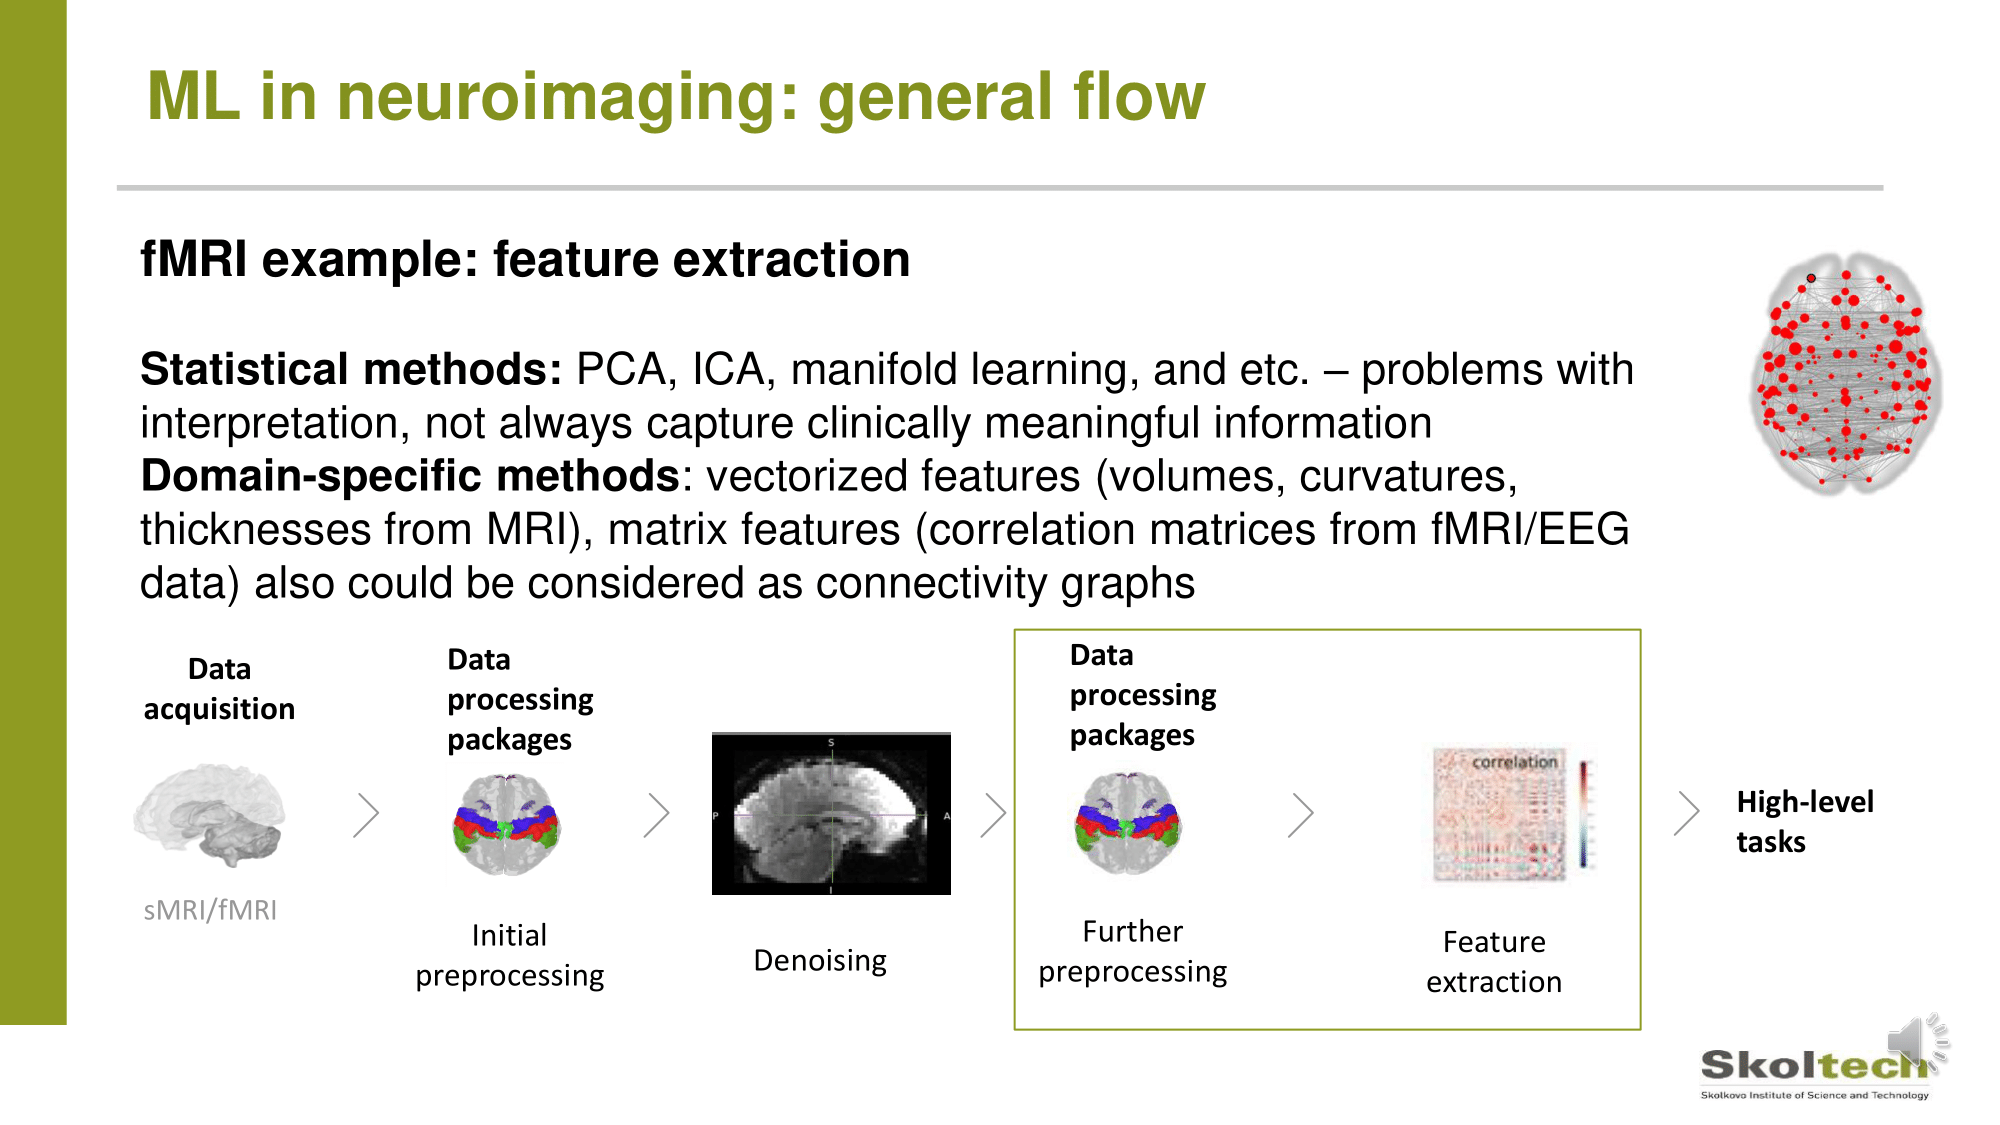 ML in neuroimaging: general flow
fMRI example: feature extraction
Statistical methods: PCA, ICA, manifold learning, and etc. – problems with
interpretation, not always capture clinically meaningful information
Domain-specific methods: vectorized features (volumes, curvatures,
thicknesses from MRI), matrix features (correlation matrices from fMRI/EEG
data) also could be considered as connectivity graphs
Data
acquisition
sMRI/fMRI
Data
processing
packages
Initial
preprocessing
S
P
A
I
Denoising
Data
processing
packages
Further
preprocessing
correlation
Feature
extraction
High-level
tasks
Skoltech
Skolkovo Institute of Science and Technology